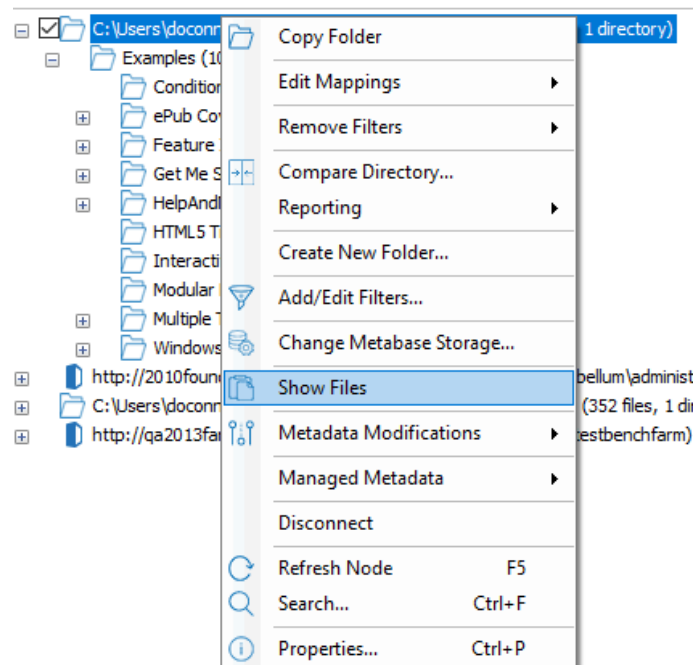 C:\Users\doconn
1 directory)
Examples (10
Condition
ePub Cov
Feature
Get Me S
HelpAndM
HTML5 T
Interacti
Modular
Multiple T
Windows
http://2010foun
bellum\administ
C:\Users\doconn
(352 files, 1 di
http://qa2013far
testbenchfarm)
Copy Folder
Edit Mappings
Remove Filters
Compare Directory...
Reporting
Create New Folder...
Add/Edit Filters...
Change Metabase Storage...
Show Files
Metadata Modifications
Managed Metadata
Disconnect
Refresh Node F5
Search... Ctrl+F
Properties... Ctrl+P